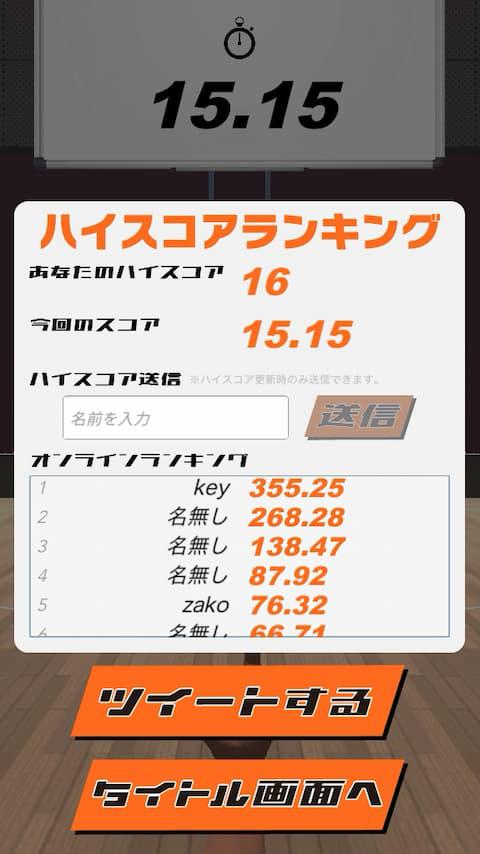 15.15
ハイスコアランキング
あなたのハイスコア 16
今回のスコア 15.15
ハイスコア送信 ※ハイスコア更新時のみ送信できます。
名前を入力 送信
オンラインランキング
1 key 355.25
2 名無し 268.28
3 名無し 138.47
4 名無し 87.92
5 zako 76.32
6 名無し 66.71
ツイートする
タイトル画面へ